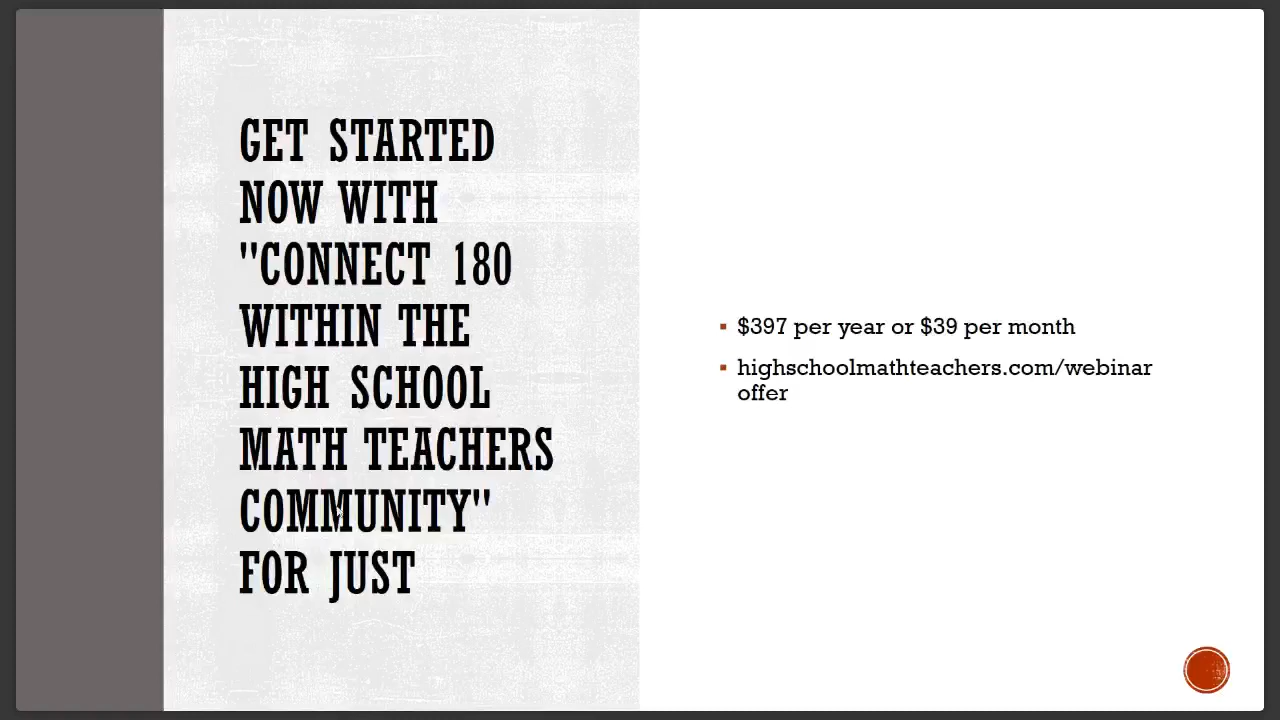 GET STARTED
NOW WITH
"CONNECT 180
WITHIN THE
HIGH SCHOOL
MATH TEACHERS
COMMUNITY"
FOR JUST
▪ $397 per year or $39 per month
▪ highschoolmathteachers.com/webinar
offer